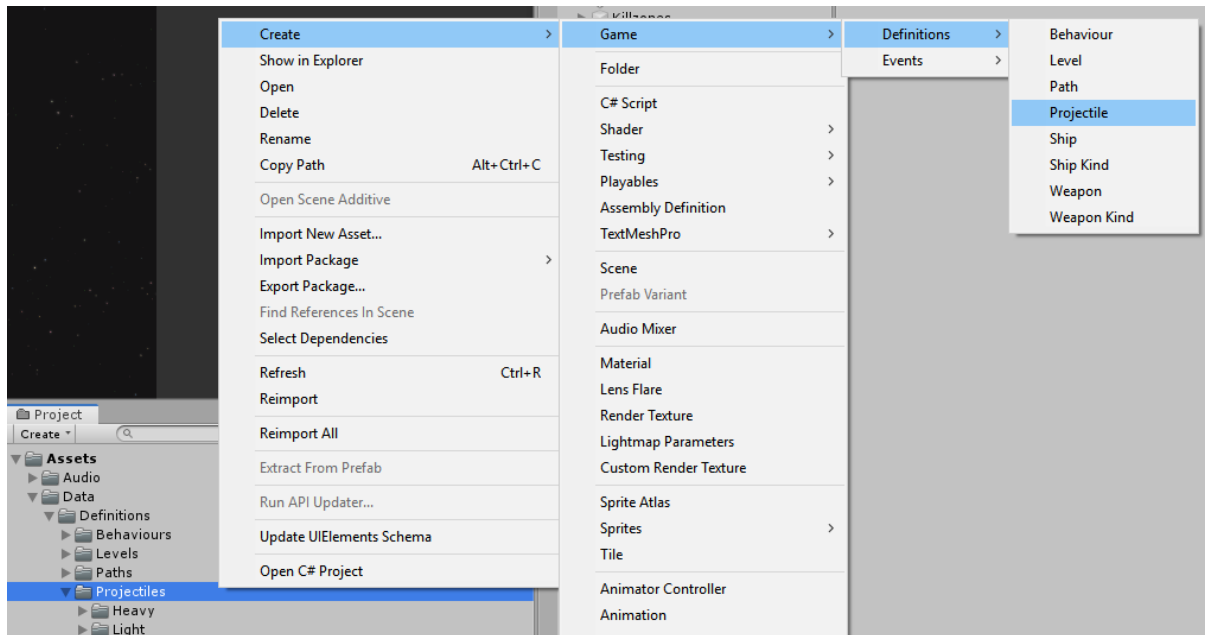 Killzones
Create
Show in Explorer
Open
Delete
Rename
Copy Path Alt+Ctrl+C
Open Scene Additive
Import New Asset...
Import Package
Export Package...
Find References In Scene
Select Dependencies
Refresh Ctrl+R
Reimport
Reimport All
Extract From Prefab
Run API Updater...
Update UIElements Schema
Open C# Project
Game
Folder
C# Script
Shader
Testing
Playables
Assembly Definition
TextMeshPro
Scene
Prefab Variant
Audio Mixer
Material
Lens Flare
Render Texture
Lightmap Parameters
Custom Render Texture
Sprite Atlas
Sprites
Tile
Animator Controller
Animation
Definitions
Events
Behaviour
Level
Path
Projectile
Ship
Ship Kind
Weapon
Weapon Kind
Project
Create
Assets
Audio
Data
Definitions
Behaviours
Levels
Paths
Projectiles
Heavy
Light